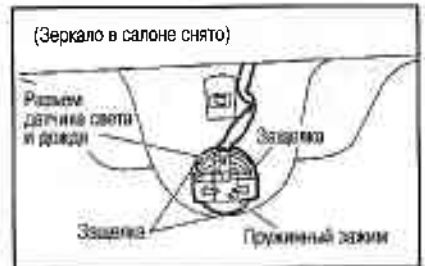 (Зеркало в салоне снято)
Разъем
датчика света
и дождя
Защелка
Защелка
Пружинный зажим